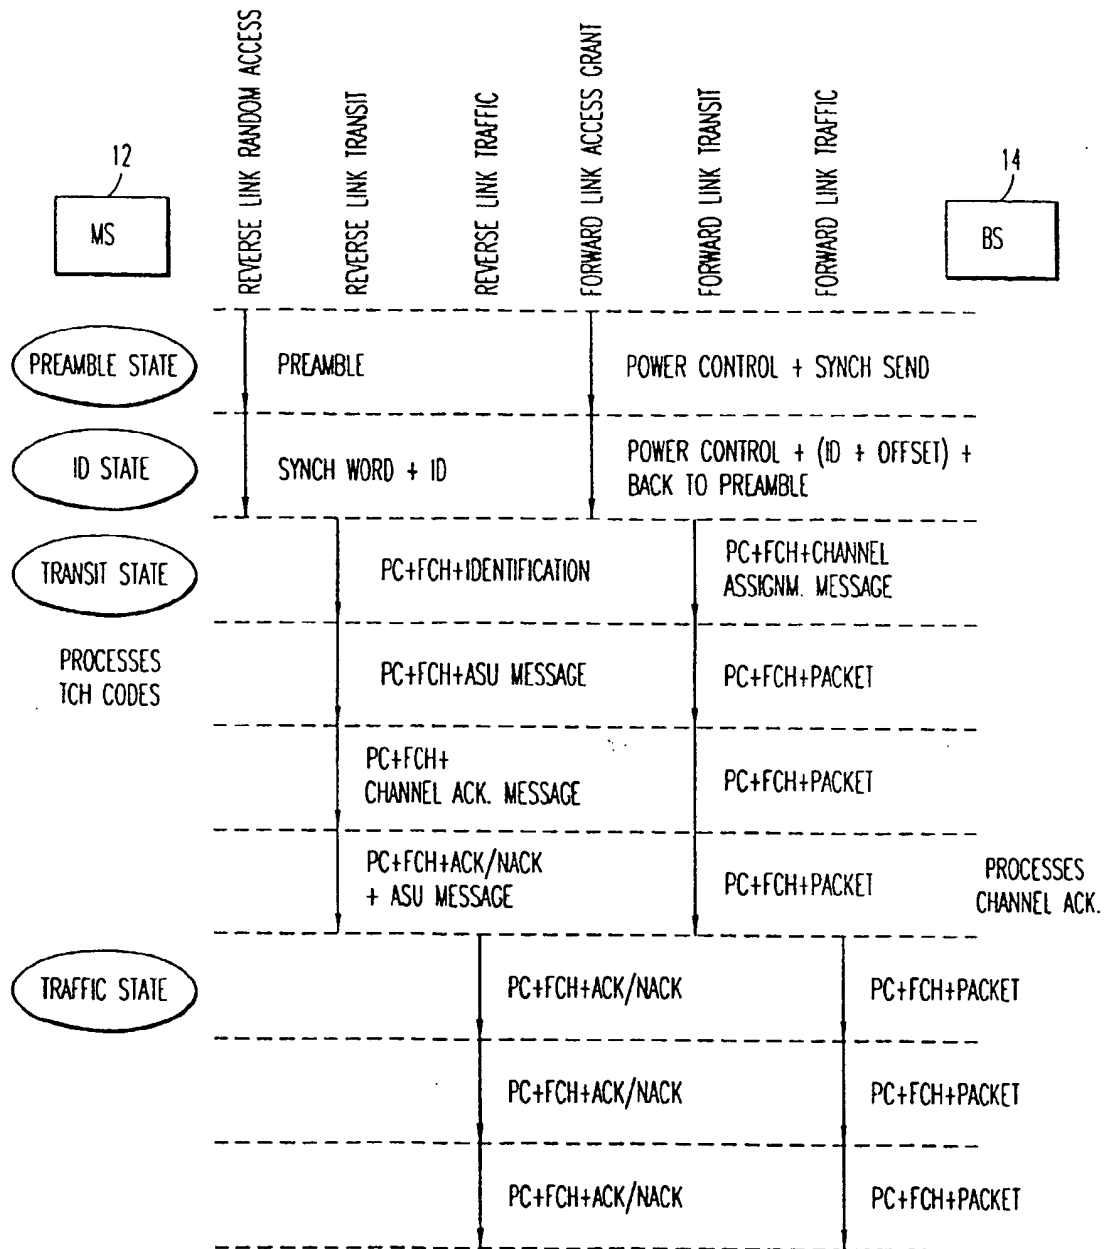 REVERSE LINK RANDOM ACCESS
REVERSE LINK TRANSIT
REVERSE LINK TRAFFIC
FORWARD LINK ACCESS GRANT
FORWARD LINK TRANSIT
FORWARD LINK TRAFFIC
12
MS
14
BS
PREAMBLE STATE
PREAMBLE
POWER CONTROL + SYNCH SEND
ID STATE
SYNCH WORD + ID
POWER CONTROL + (ID + OFFSET) +
BACK TO PREAMBLE
TRANSIT STATE
PC+FCH+IDENTIFICATION
PC+FCH+CHANNEL
ASSIGNM. MESSAGE
PROCESSES
TCH CODES
PC+FCH+ASU MESSAGE
PC+FCH+PACKET
PC+FCH+
CHANNEL ACK. MESSAGE
PC+FCH+PACKET
PC+FCH+ACK/NACK
+ ASU MESSAGE
PC+FCH+PACKET
PROCESSES
CHANNEL ACK.
TRAFFIC STATE
PC+FCH+ACK/NACK
PC+FCH+PACKET
PC+FCH+ACK/NACK
PC+FCH+PACKET
PC+FCH+ACK/NACK
PC+FCH+PACKET